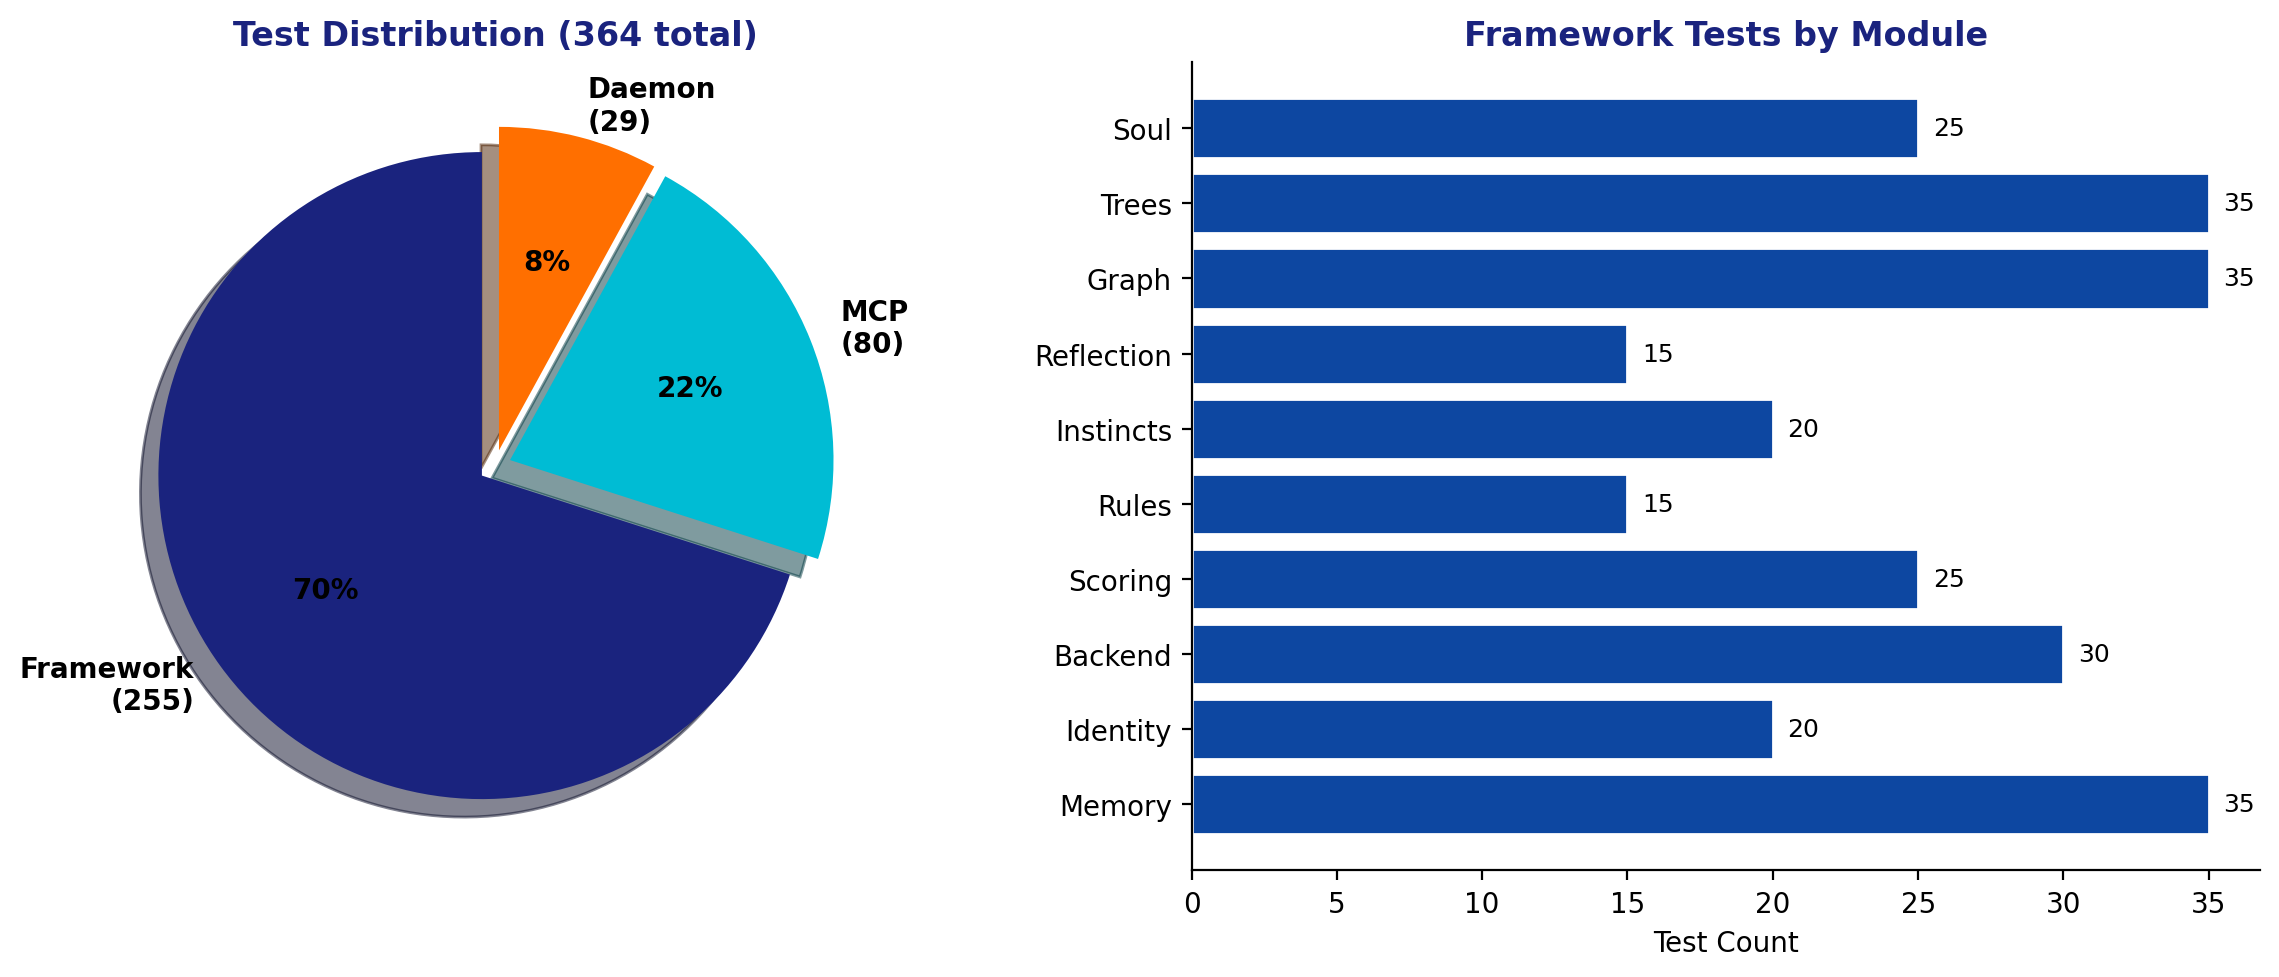 Test Distribution (364 total)
Daemon
(29)
8%
MCP
(80)
22%
70%
Framework
(255)
Framework Tests by Module
Soul
25
Trees
35
Graph
35
Reflection
15
Instincts
20
Rules
15
Scoring
25
Backend
30
Identity
20
Memory
35
0 5 10 15 20 25 30 35
Test Count